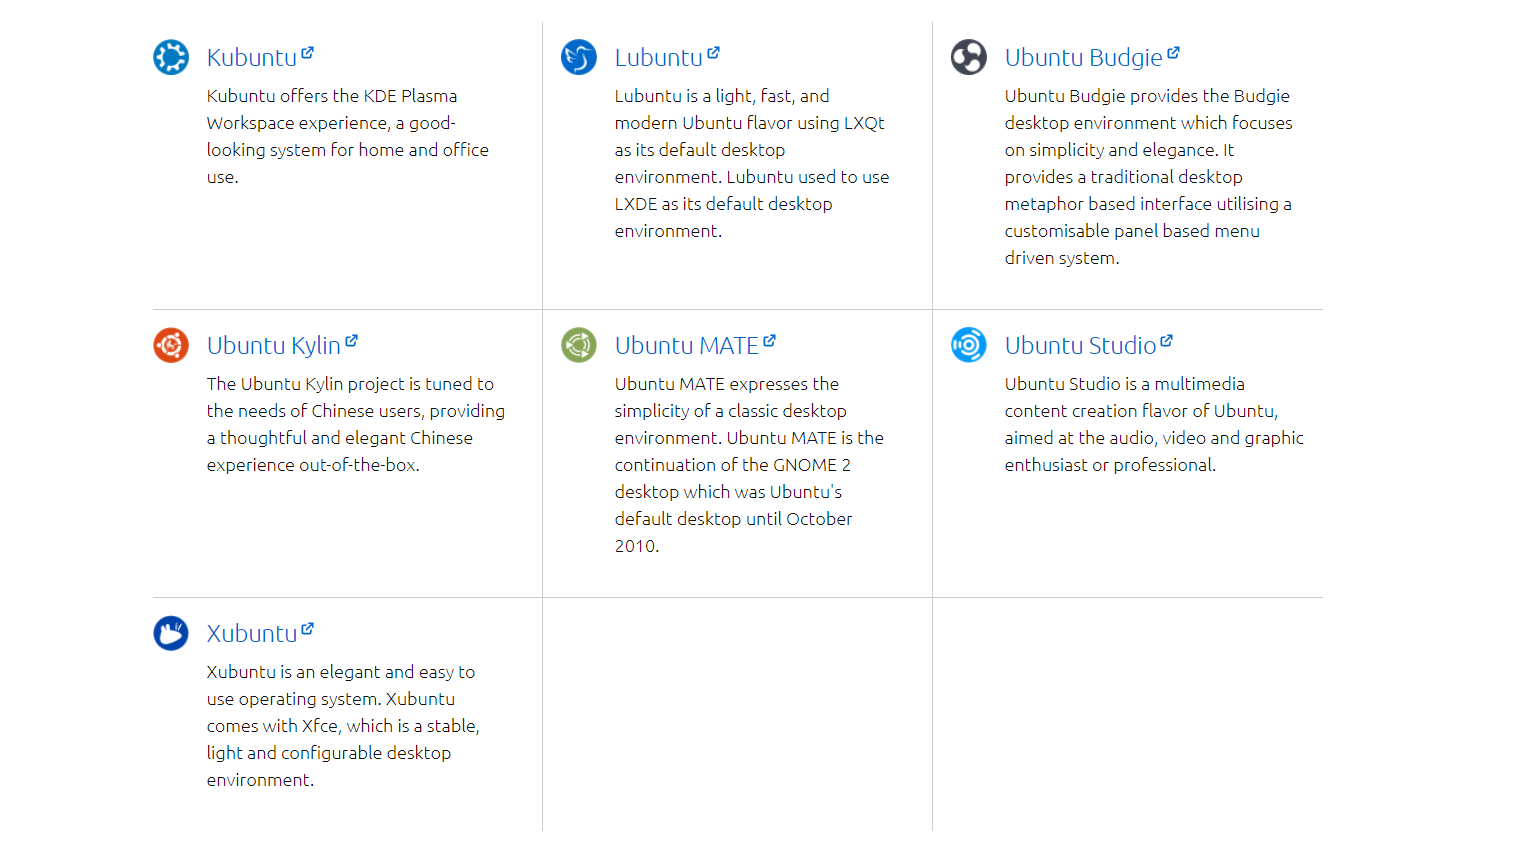 Kubuntu
Kubuntu offers the KDE Plasma
Workspace experience, a good-
looking system for home and office
use.
Lubuntu
Lubuntu is a light, fast, and
modern Ubuntu flavor using LXQt
as its default desktop
environment. Lubuntu used to use
LXDE as its default desktop
environment.
Ubuntu Budgie
Ubuntu Budgie provides the Budgie
desktop environment which focuses
on simplicity and elegance. It
provides a traditional desktop
metaphor based interface utilising a
customisable panel based menu
driven system.
Ubuntu Kylin
The Ubuntu Kylin project is tuned to
the needs of Chinese users, providing
a thoughtful and elegant Chinese
experience out-of-the-box.
Ubuntu MATE
Ubuntu MATE expresses the
simplicity of a classic desktop
environment. Ubuntu MATE is the
continuation of the GNOME 2
desktop which was Ubuntu's
default desktop until October
2010.
Ubuntu Studio
Ubuntu Studio is a multimedia
content creation flavor of Ubuntu,
aimed at the audio, video and graphic
enthusiast or professional.
Xubuntu
Xubuntu is an elegant and easy to
use operating system. Xubuntu
comes with Xfce, which is a stable,
light and configurable desktop
environment.